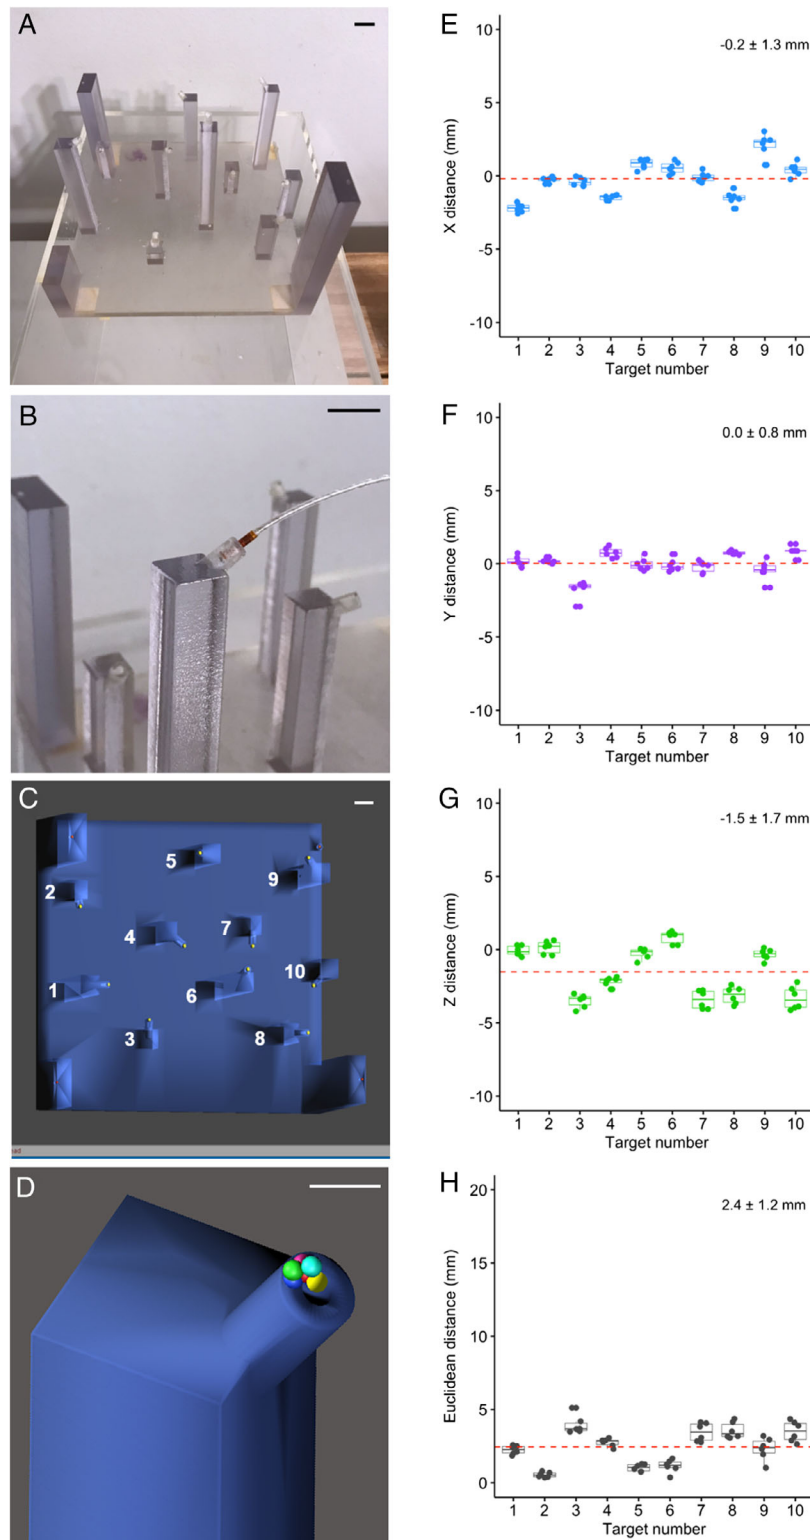 A
B
C
5
2
9
4
7
10
1
6
3
8
D
E
10
-0.2 ± 1.3 mm
5
0
-5
-10
X distance (mm)
1 2 3 4 5 6 7 8 9 10
Target number
F
10
0.0 ± 0.8 mm
5
0
-5
-10
Y distance (mm)
1 2 3 4 5 6 7 8 9 10
Target number
G
10
-1.5 ± 1.7 mm
5
0
-5
-10
Z distance (mm)
1 2 3 4 5 6 7 8 9 10
Target number
H
20
2.4 ± 1.2 mm
15
10
5
0
Euclidean distance (mm)
1 2 3 4 5 6 7 8 9 10
Target number